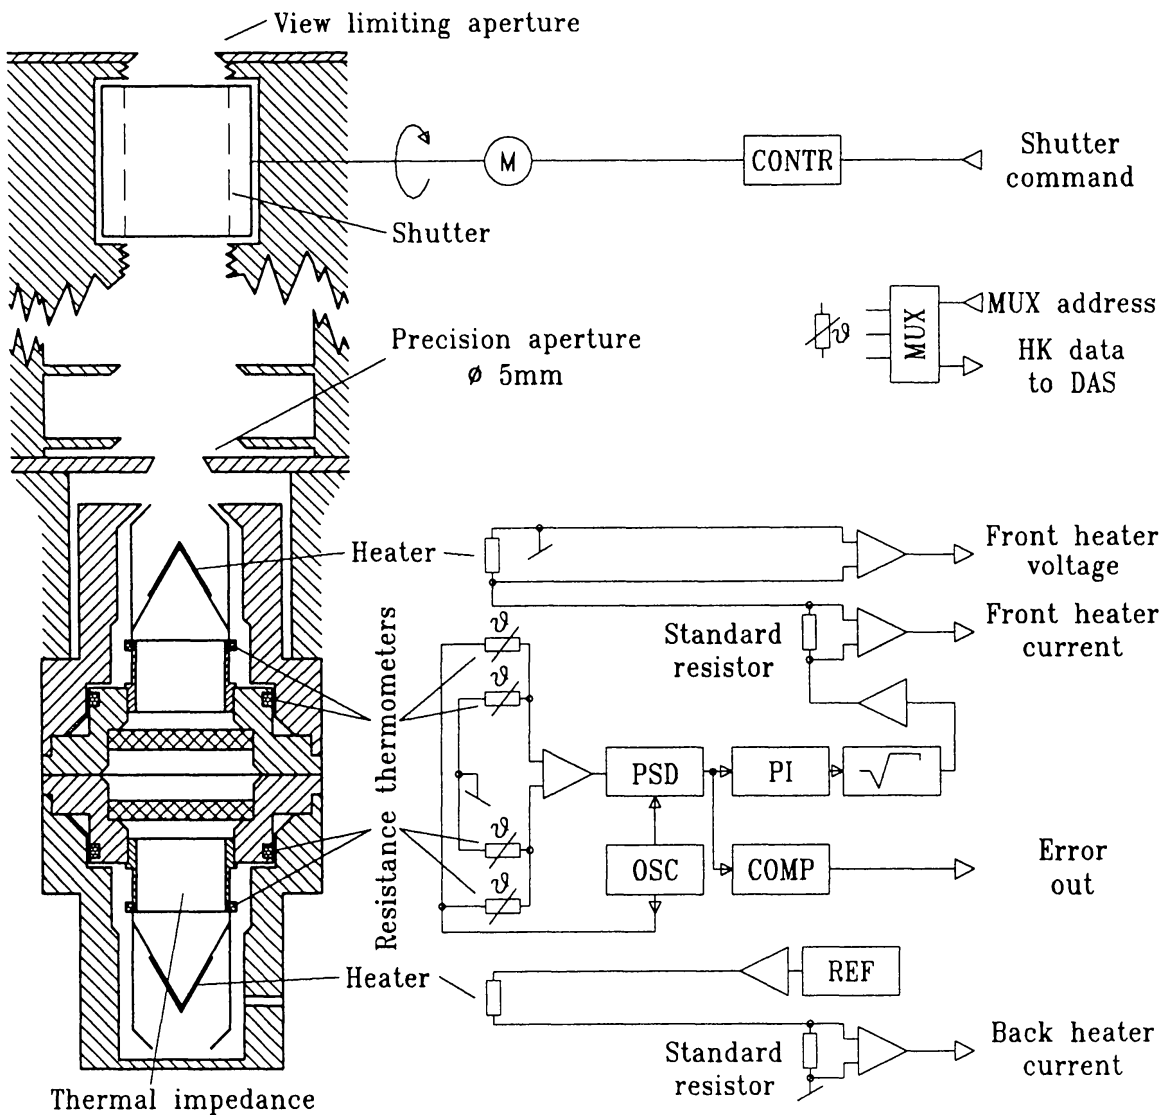 View limiting aperture
M
CONTR
Shutter
command
Shutter
MUX
MUX address
HK data
to DAS
ϑ
Precision aperture
ø 5mm
Heater
Front heater
voltage
Front heater
current
Standard
resistor
Resistance thermometers
ϑ
ϑ
ϑ
ϑ
PSD
PI
OSC
COMP
Error
out
Heater
REF
Standard
resistor
Back heater
current
Thermal impedance